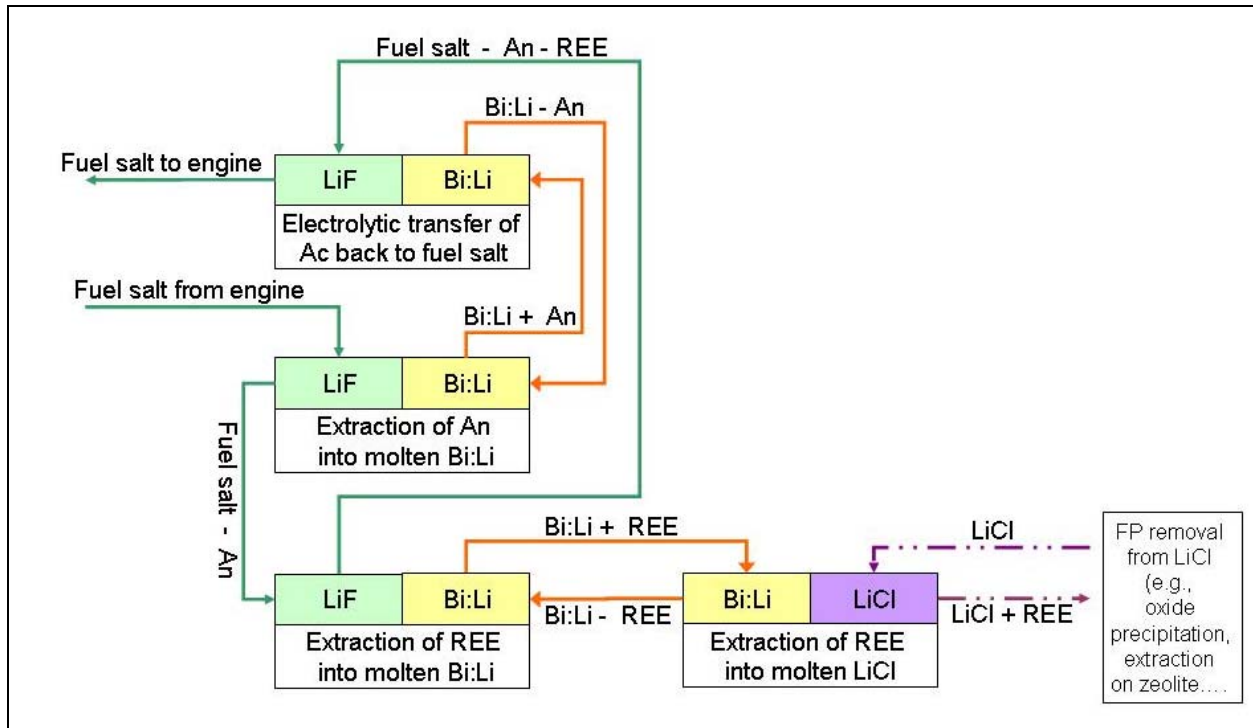 Fuel salt - An - REE
Bi:Li - An
Fuel salt to engine
LiF
Bi:Li
Electrolytic transfer of
Ac back to fuel salt
Fuel salt from engine
Bi:Li + An
LiF
Bi:Li
Extraction of An
into molten Bi:Li
Fuel salt - An
Bi:Li + REE
LiCl
LiF
Bi:Li
Bi:Li - REE
Bi:Li
LiCl
LiCl + REE
Extraction of REE
into molten Bi:Li
Extraction of REE
into molten LiCl
FP removal
from LiCl
(e.g.,
oxide
precipitation,
extraction
on zeolite....